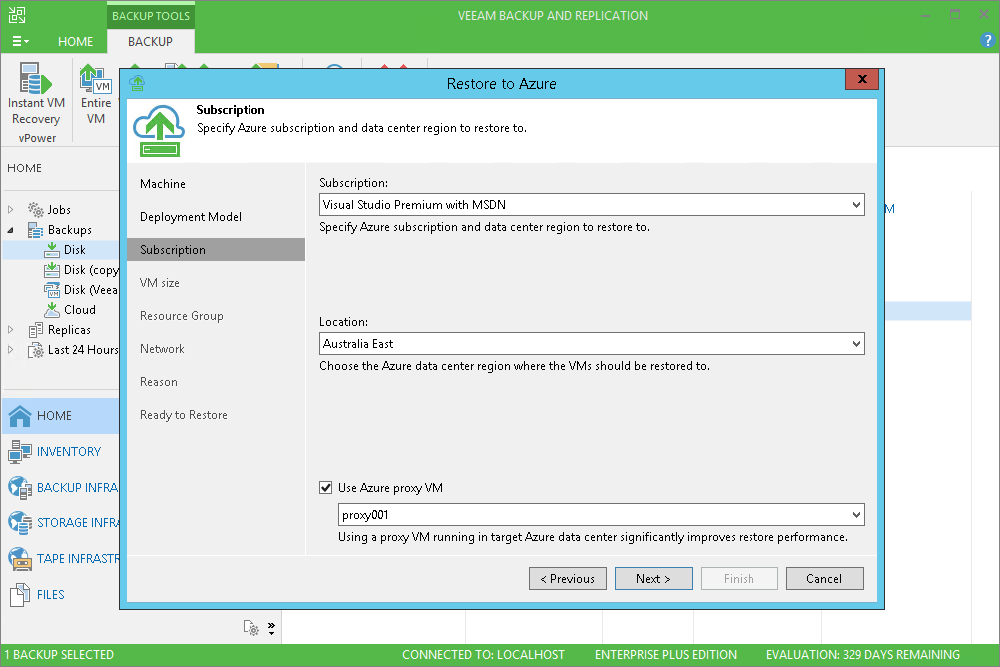 BACKUP TOOLS
VEEAM BACKUP AND REPLICATION
HOME
BACKUP
?
Instant VM
Recovery
vPower
VM
Entire
VM
HOME
Jobs
Backups
Disk
Disk (copy
Disk (Veea
Cloud
Replicas
Last 24 Hours
HOME
INVENTORY
BACKUP INFRA
STORAGE INFRA
TAPE INFRASTR
FILES
Restore to Azure
x
Subscription
Specify Azure subscription and data center region to restore to.
Machine
Deployment Model
Subscription
VM size
Resource Group
Network
Reason
Ready to Restore
Subscription:
Visual Studio Premium with MSDN
Specify Azure subscription and data center region to restore to.
Location:
Australia East
Choose the Azure data center region where the VMs should be restored to.
Use Azure proxy VM
proxy001
Using a proxy VM running in target Azure data center significantly improves restore performance.
< Previous
Next >
Finish
Cancel
M
1 BACKUP SELECTED
CONNECTED TO: LOCALHOST
ENTERPRISE PLUS EDITION
EVALUATION: 329 DAYS REMAINING